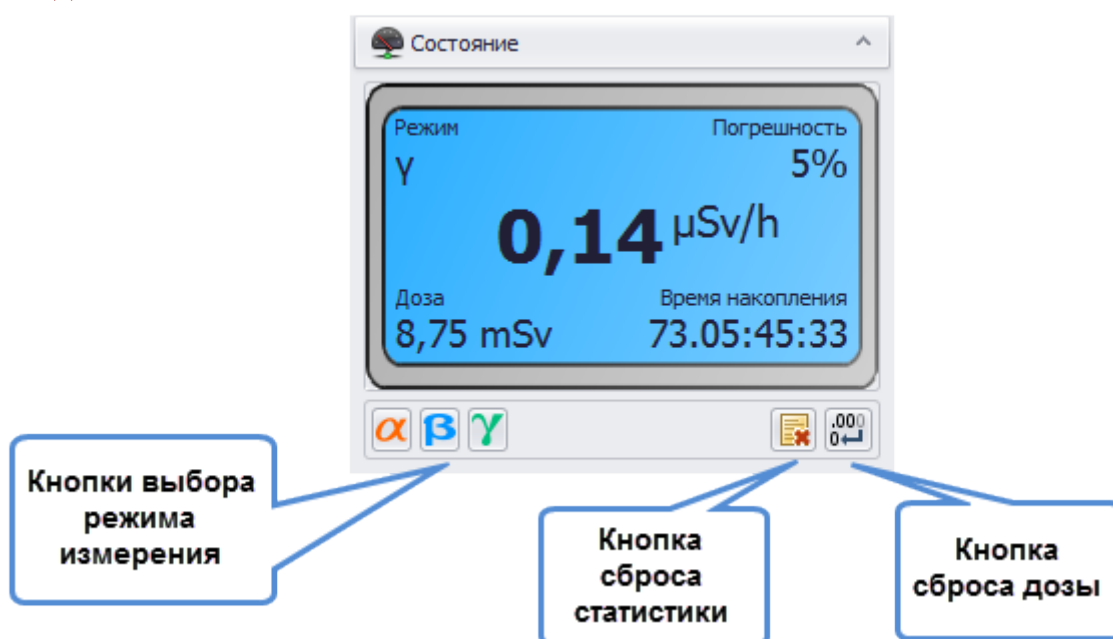 Состояние
Режим
Погрешность
γ
5%
0,14 µSv/h
Доза
Время накопления
8,75 mSv
73.05:45:33
α β γ
.000
0
Кнопки выбора
режима
измерения
Кнопка
сброса
статистики
Кнопка
сброса дозы